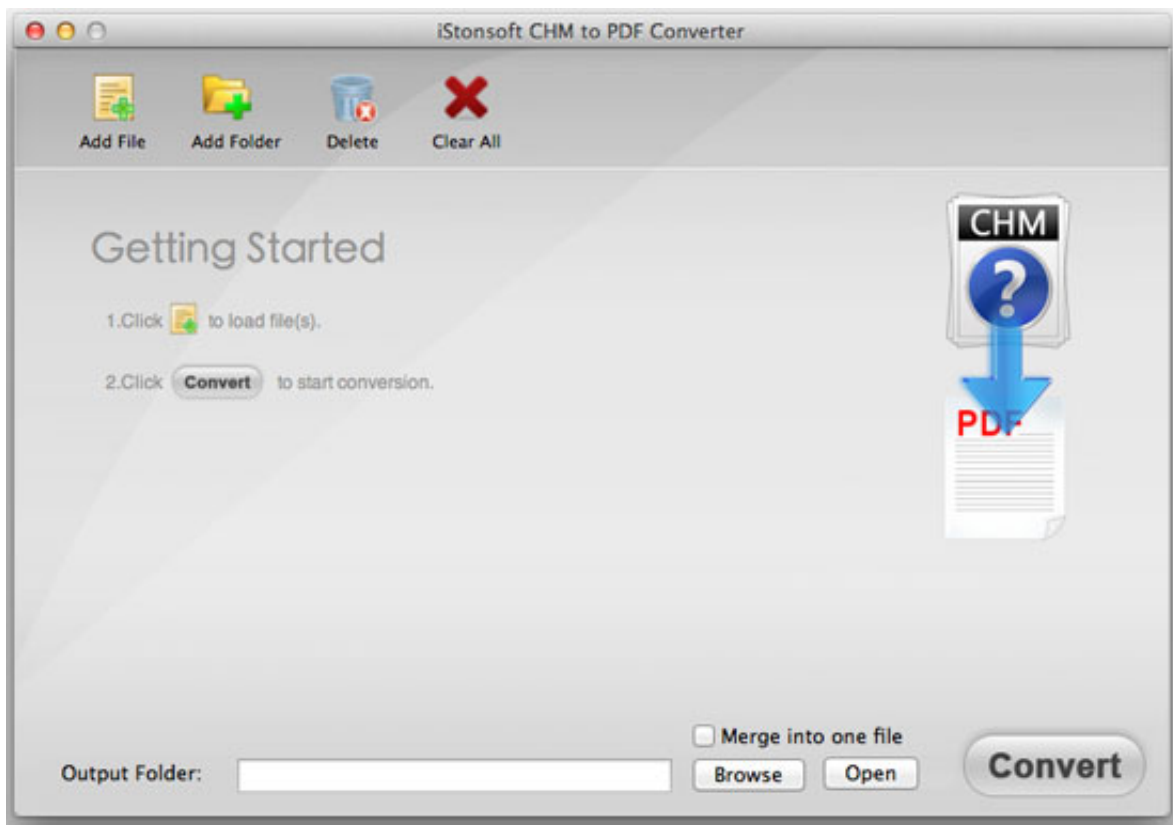 iStonsoft CHM to PDF Converter
Add File Add Folder Delete Clear All
Getting Started
1.Click to load file(s).
2.Click Convert to start conversion.
CHM
?
PDF
Merge into one file
Output Folder: Browse Open Convert